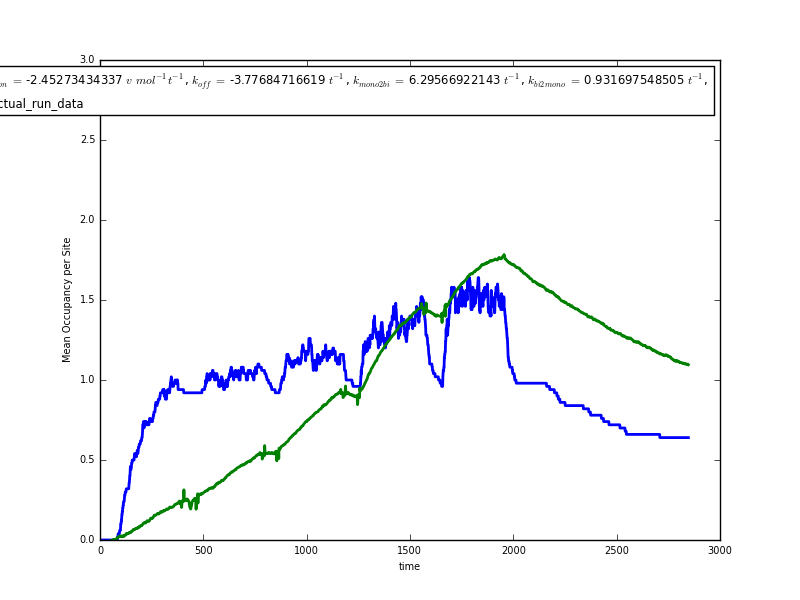 = -2.45273434337 v mol⁻¹t⁻¹, k_off = -3.77684716619 t⁻¹, k_mono2bi = 6.29566922143 t⁻¹, k_bi2mono = 0.931697548505 t⁻¹,
ctual_run_data
3.0
2.5
2.0
1.5
1.0
0.5
0.0
Mean Occupancy per Site
0 500 1000 1500 2000 2500 3000
time